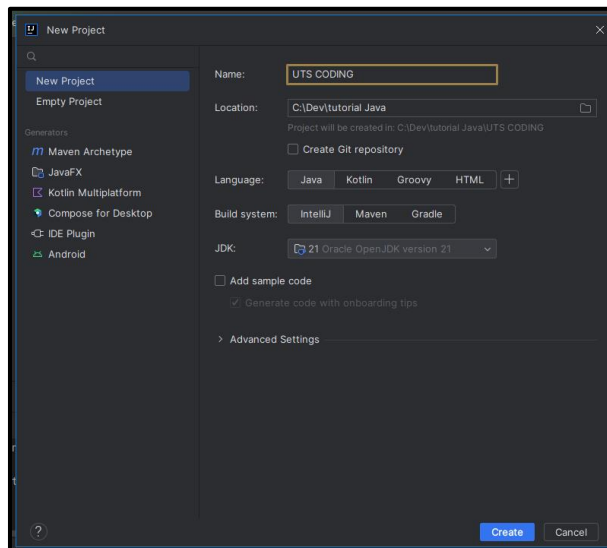 New Project
New Project
Empty Project
Generators
Maven Archetype
JavaFX
Kotlin Multiplatform
Compose for Desktop
IDE Plugin
Android
Name: UTS CODING
Location: C:\Dev\tutorial Java
Project will be created in: C:\Dev\tutorial Java\UTS CODING
Create Git repository
Language: Java Kotlin Groovy HTML +
Build system: IntelliJ Maven Gradle
JDK: 21 Oracle OpenJDK version 21
Add sample code
Generate code with onboarding tips
> Advanced Settings
? Create Cancel